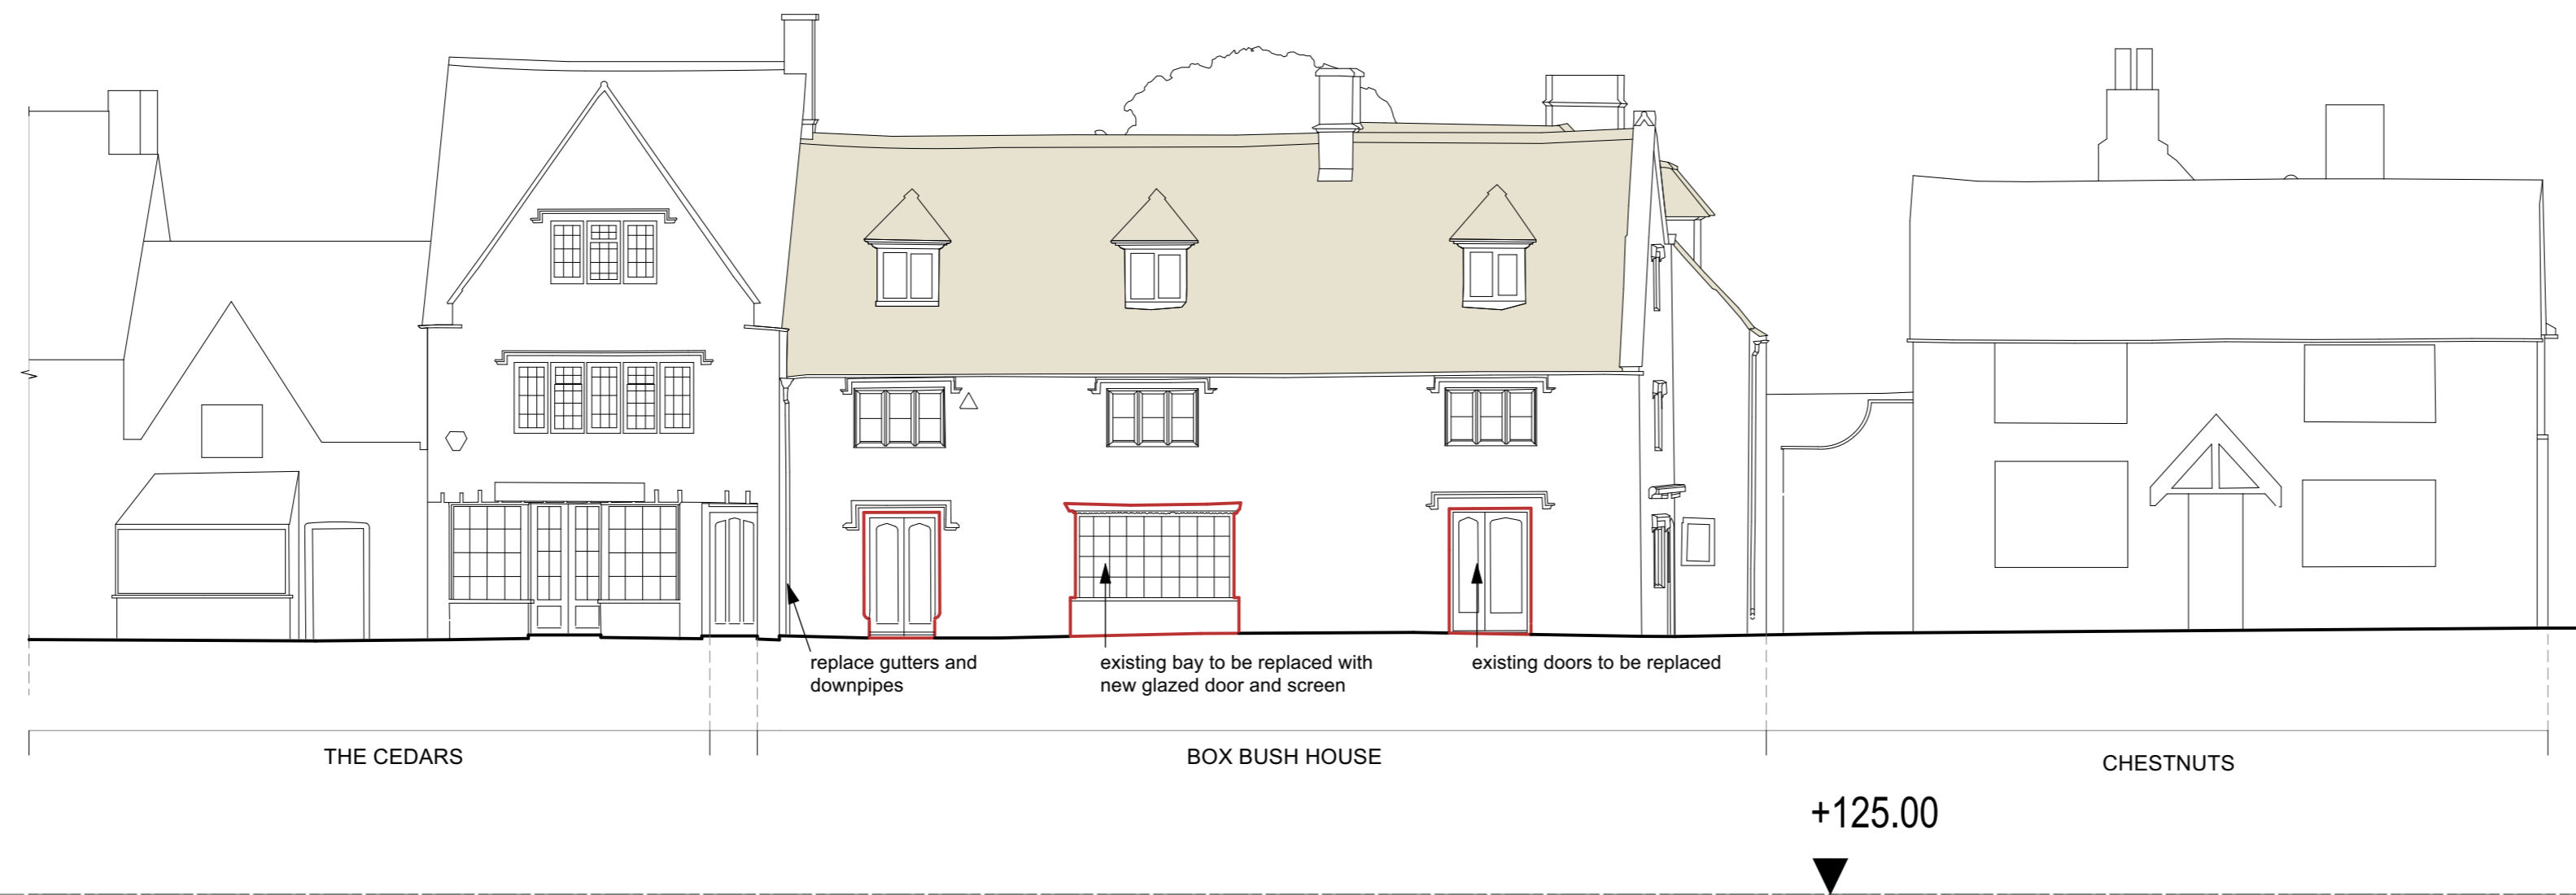 replace gutters and
downpipes
existing bay to be replaced with
new glazed door and screen
existing doors to be replaced
THE CEDARS
BOX BUSH HOUSE
CHESTNUTS
+125.00